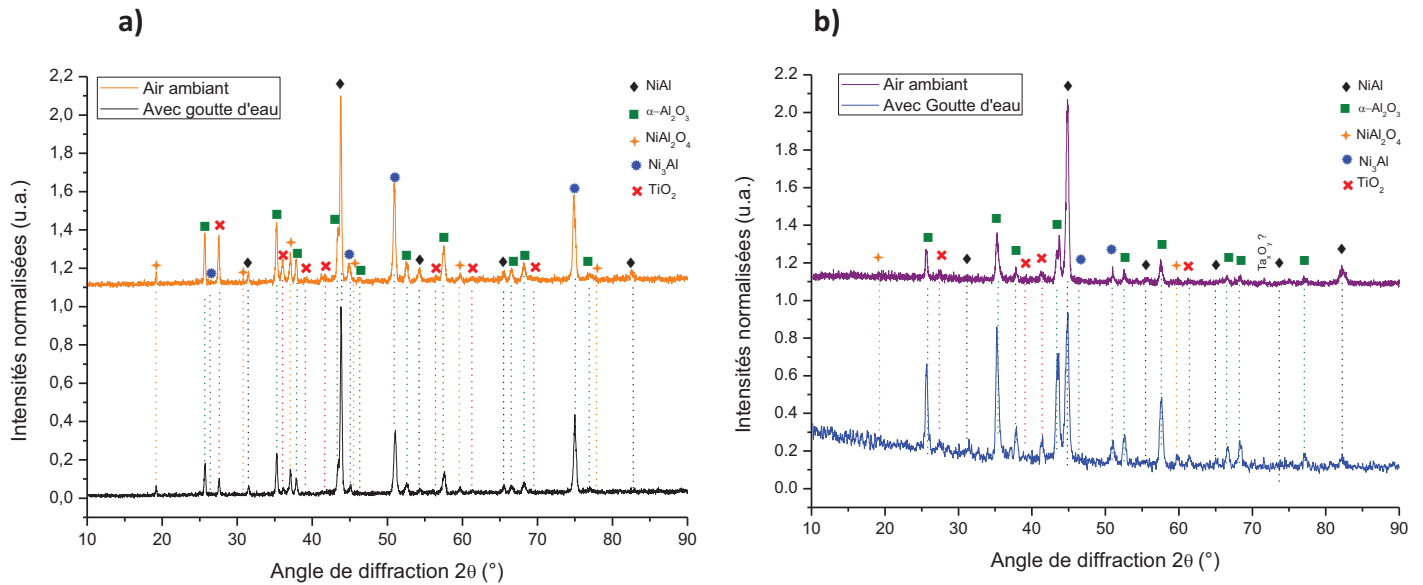 a)
Air ambiant
Avec goutte d'eau
NiAl
α–Al₂O₃
NiAl₂O₄
Ni₃Al
TiO₂
2,2
2,0
1,8
1,6
1,4
1,2
1,0
0,8
0,6
0,4
0,2
0,0
Intensités normalisées (u.a.)
10 20 30 40 50 60 70 80 90
Angle de diffraction 2θ (°)
b)
Air ambiant
Avec Goutte d'eau
NiAl
α–Al₂O₃
NiAl₂O₄
Ni₃Al
TiO₂
TaₓOᵧ ?
2.2
2.0
1.8
1.6
1.4
1.2
1.0
0.8
0.6
0.4
0.2
0.0
Intensités normalisées (u.a.)
10 20 30 40 50 60 70 80 90
Angle de diffraction 2θ (°)